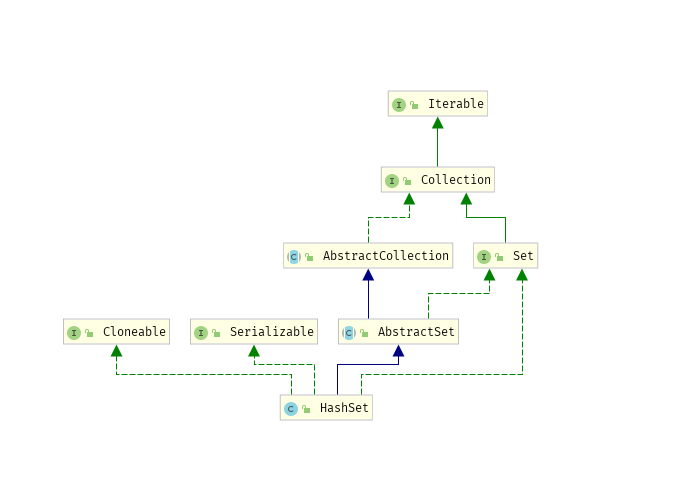 I Iterable
I Collection
C AbstractCollection
I Set
I Cloneable
I Serializable
C AbstractSet
C HashSet